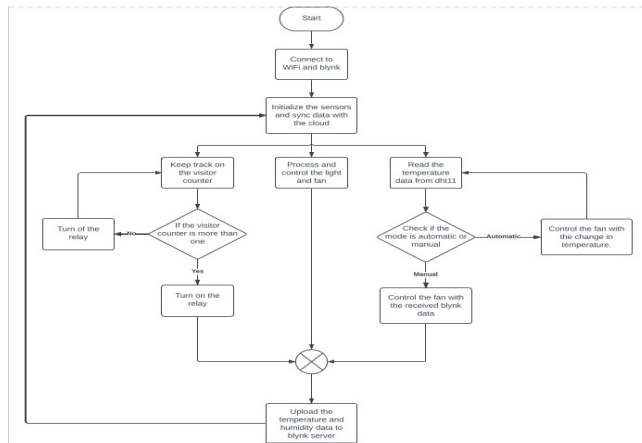 Start
Connect to
WiFi and blynk
Initialize the sensors
and sync data with
the cloud
Keep track on
the visitor
counter
Process and
control the light
and fan
Read the
temperature
data from dht11
Turn of the
relay
No
If the visitor
counter is more than
one
Check if the
mode is automatic or
manual
Automatic
Control the fan with
the change in
temperature.
Yes
Manual
Turn on the
relay
Control the fan with
the received blynk
data
Upload the
temperature and
humidity data to
blynk server